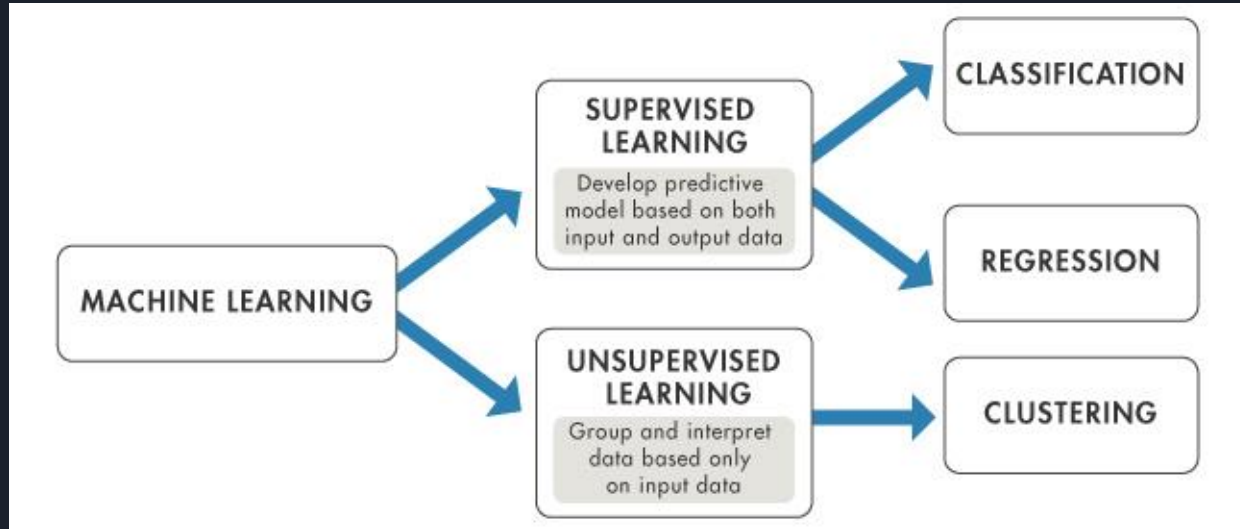 MACHINE LEARNING
SUPERVISED
LEARNING
Develop predictive
model based on both
input and output data
UNSUPERVISED
LEARNING
Group and interpret
data based only
on input data
CLASSIFICATION
REGRESSION
CLUSTERING